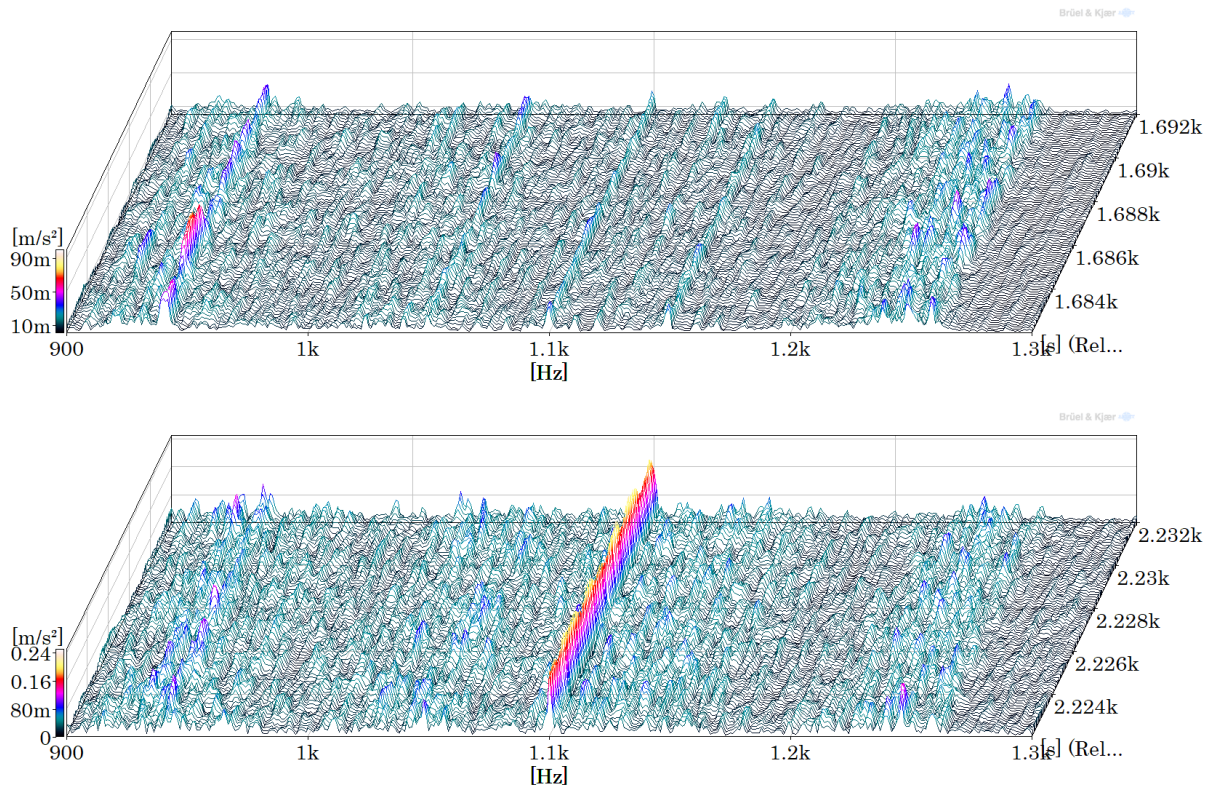 Brüel & Kjær
1.692k
1.69k
1.688k
[m/s²]
90m
1.686k
50m
1.684k
10m
[s] (Rel...
900 1k 1.1k 1.2k 1.3k
[Hz]
Brüel & Kjær
2.232k
2.23k
2.228k
[m/s²]
0.24
2.226k
0.16
80m
2.224k
0
[s] (Rel...
900 1k 1.1k 1.2k 1.3k
[Hz]